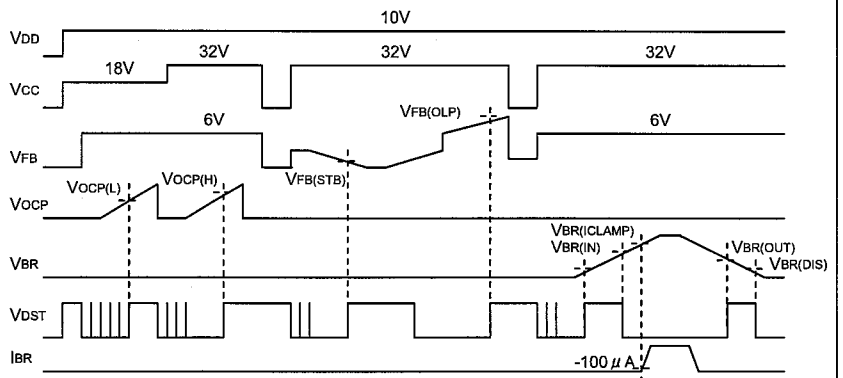 10V
VDD
32V 32V 32V
18V
VCC
VFB(OLP)
6V 6V
VFB
VFB(STB)
VOCP(L) VOCP(H)
VOCP
VBR(ICLAMP)
VBR(IN) VBR(OUT)
VBR
VBR(DIS)
VDST
IBR
-100μA